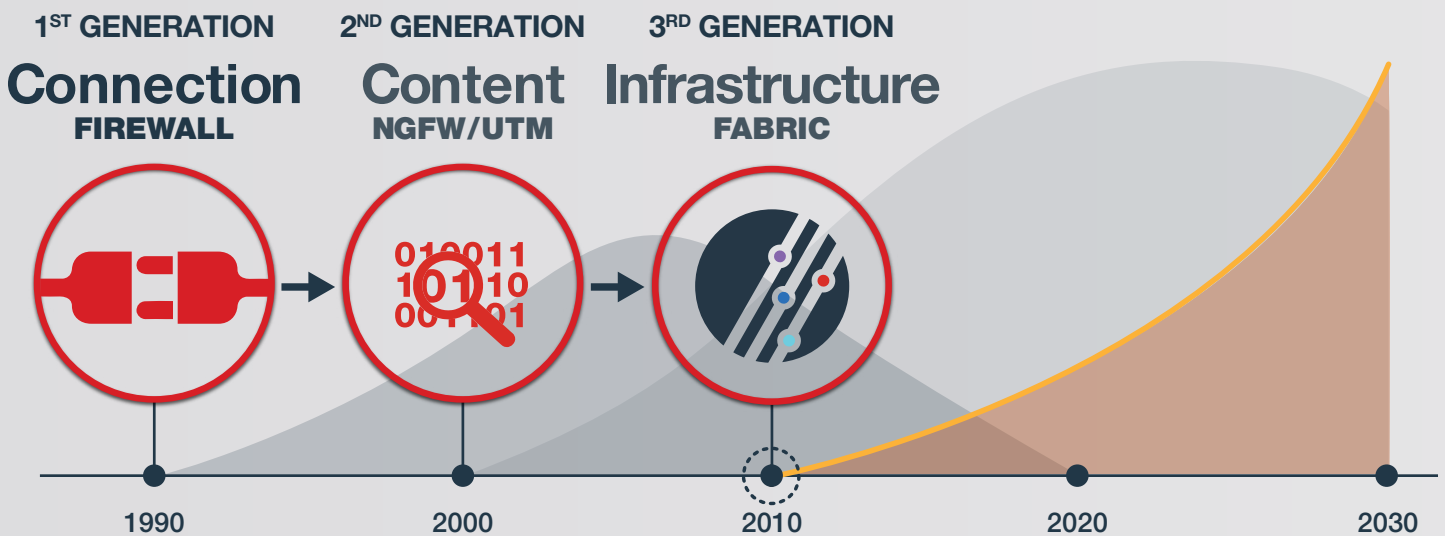 1ST GENERATION
Connection
FIREWALL
2ND GENERATION
Content
NGFW/UTM
3RD GENERATION
Infrastructure
FABRIC
010011
10110
001101
1990
2000
2010
2020
2030